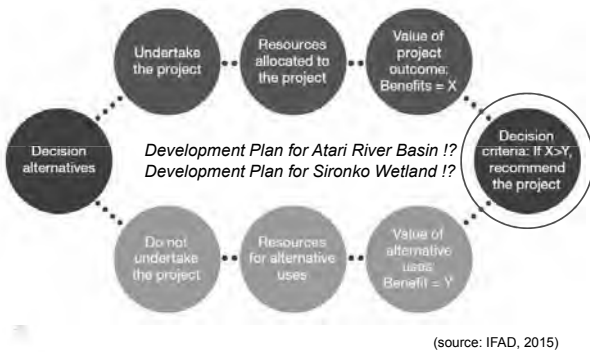 Undertake
the project
Resources
allocated to
the project
Value of
project
outcome:
Benefits = X
Decision
alternatives
Development Plan for Atari River Basin !?
Development Plan for Sironko Wetland !?
Decision
criteria: If X>Y,
recommend
the project
Do not
undertake
the project
Resources
for alternative
uses
Value of
alternative
uses
Benefit = Y
(source: IFAD, 2015)